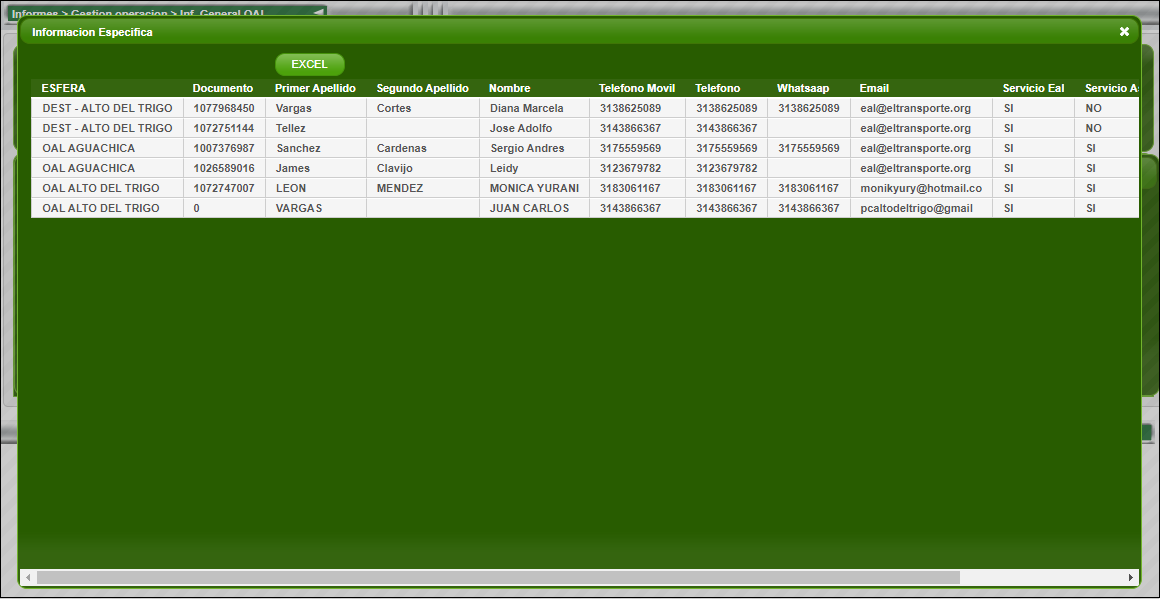 Informes > Gestion operacion > Inf. General OAL
Informacion Especifica
EXCEL
ESFERA Documento Primer Apellido Segundo Apellido Nombre Telefono Movil Telefono Whatsaap Email Servicio Eal Servicio As
DEST - ALTO DEL TRIGO 1077968450 Vargas Cortes Diana Marcela 3138625089 3138625089 3138625089 eal@eltransporte.org SI NO
DEST - ALTO DEL TRIGO 1072751144 Tellez Jose Adolfo 3143866367 3143866367 eal@eltransporte.org SI NO
OAL AGUACHICA 1007376987 Sanchez Cardenas Sergio Andres 3175559569 3175559569 3175559569 eal@eltransporte.org SI SI
OAL AGUACHICA 1026589016 James Clavijo Leidy 3123679782 3123679782 eal@eltransporte.org SI SI
OAL ALTO DEL TRIGO 1072747007 LEON MENDEZ MONICA YURANI 3183061167 3183061167 3183061167 monikyury@hotmail.co SI SI
OAL ALTO DEL TRIGO 0 VARGAS JUAN CARLOS 3143866367 3143866367 3143866367 pcaltodeltrigo@gmail SI SI